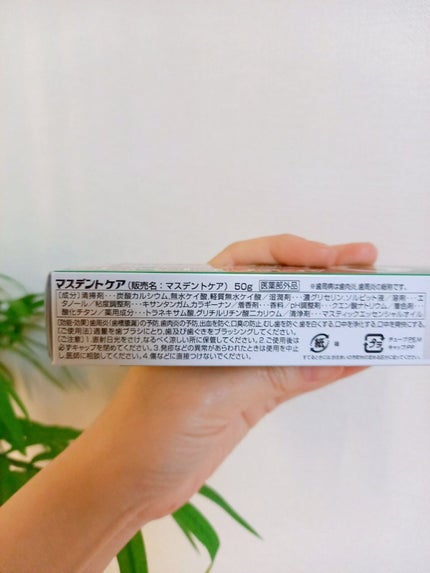 マスデントケア (販売名：マスデントケア) 50g 医薬部外品 ※歯周病は歯肉炎,歯周炎の総称です。
【成分】清掃剤…炭酸カルシウム,無水ケイ酸,軽質無水ケイ酸／湿潤剤…濃グリセリン,ソルビット液／溶剤…エ
タノール／粘度調整剤…キサンタンガム,カラギーナン／着香剤…香料／pH調整剤…クエン酸カリウム／着色剤…
酸化チタン／薬用成分…トラネキサム酸,グリチルリチン酸二カリウム／清浄剤…マスティックエッセンシャルオイル
【効能・効果】歯周炎(歯槽膿漏)の予防,歯肉炎の予防,出血を防ぐ,口臭の防止,むし歯を防ぐ,歯を白くする,口中を浄化する,口中を爽快にする。
【ご使用法】適量を歯ブラシにとり,歯及び歯ぐきをブラッシングしてください。
【ご注意】1.直射日光をさけ,なるべく涼しい所に保管してください。2.ご使用後は
必ずキャップを閉めてください。3.発疹などの異常があらわれたときは使用を中止
し,医師に相談してください。4.傷などに直接つけないでください。
紙 箱
プラ チューブ:PE,M
キャップ:PP